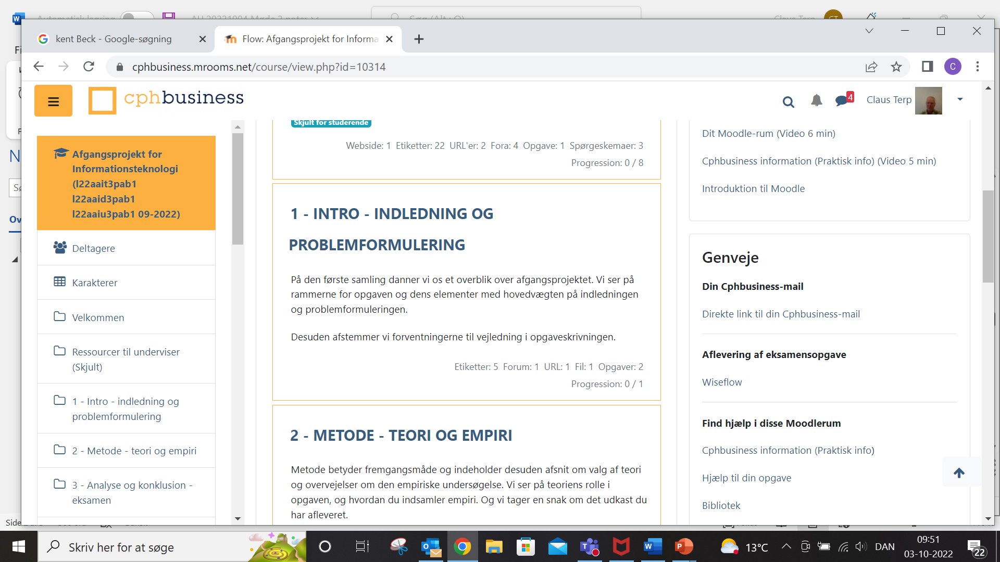 kent Beck - Google-søgning
Flow: Afgangsprojekt for Informa
cphbusiness.mrooms.net/course/view.php?id=10314
C
cphbusiness
4
Claus Terp
Afgangsprojekt for
Informationsteknologi
(l22aait3pab1
l22aaid3pab1
l22aaiu3pab1 09-2022)
Deltagere
Karakterer
Velkommen
Ressourcer til underviser
(Skjult)
1 - Intro - indledning og
problemformulering
2 - Metode - teori og empiri
3 - Analyse og konklusion -
eksamen
Skjult for studerende
Webside: 1 Etiketter: 22 URL'er: 2 Fora: 4 Opgave: 1 Spørgeskemaer: 3
Progression: 0 / 8
1 - INTRO - INDLEDNING OG
PROBLEMFORMULERING
På den første samling danner vi os et overblik over afgangsprojektet. Vi ser på
rammerne for opgaven og dens elementer med hovedvægten på indledningen
og problemformuleringen.
Desuden afstemmer vi forventningerne til vejledning i opgaveskrivningen.
Etiketter: 5 Forum: 1 URL: 1 Fil: 1 Opgaver: 2
Progression: 0 / 1
2 - METODE - TEORI OG EMPIRI
Metode betyder fremgangsmåde og indeholder desuden afsnit om valg af teori
og overvejelser om den empiriske undersøgelse. Vi ser på teoriens rolle i
opgaven, og hvordan du indsamler empiri. Og vi tager en snak om det udkast du
har afleveret.
Dit Moodle-rum (Video 6 min)
Cphbusiness information (Praktisk info) (Video 5 min)
Introduktion til Moodle
Genveje
Din Cphbusiness-mail
Direkte link til din Cphbusiness-mail
Aflevering af eksamensopgave
Wiseflow
Find hjælp i disse Moodlerum
Cphbusiness information (Praktisk info)
Hjælp til din opgave
Bibliotek
Skriv her for at søge
13°C
DAN
09:51
03-10-2022
22